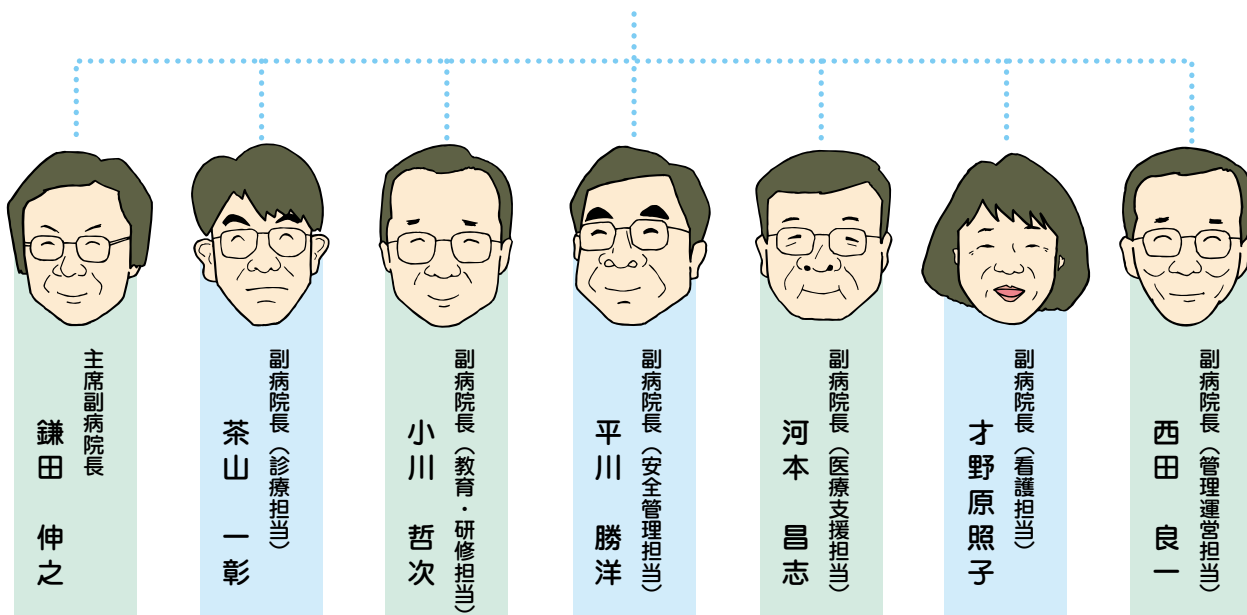 主席副病院長
鎌田 伸之
副病院長（診療担当）
茶山 一彰
副病院長（教育・研修担当）
小川 哲次
副病院長（安全管理担当）
平川 勝洋
副病院長（医療支援担当）
河本 昌志
副病院長（看護担当）
才野原照子
副病院長（管理運営担当）
西田 良一